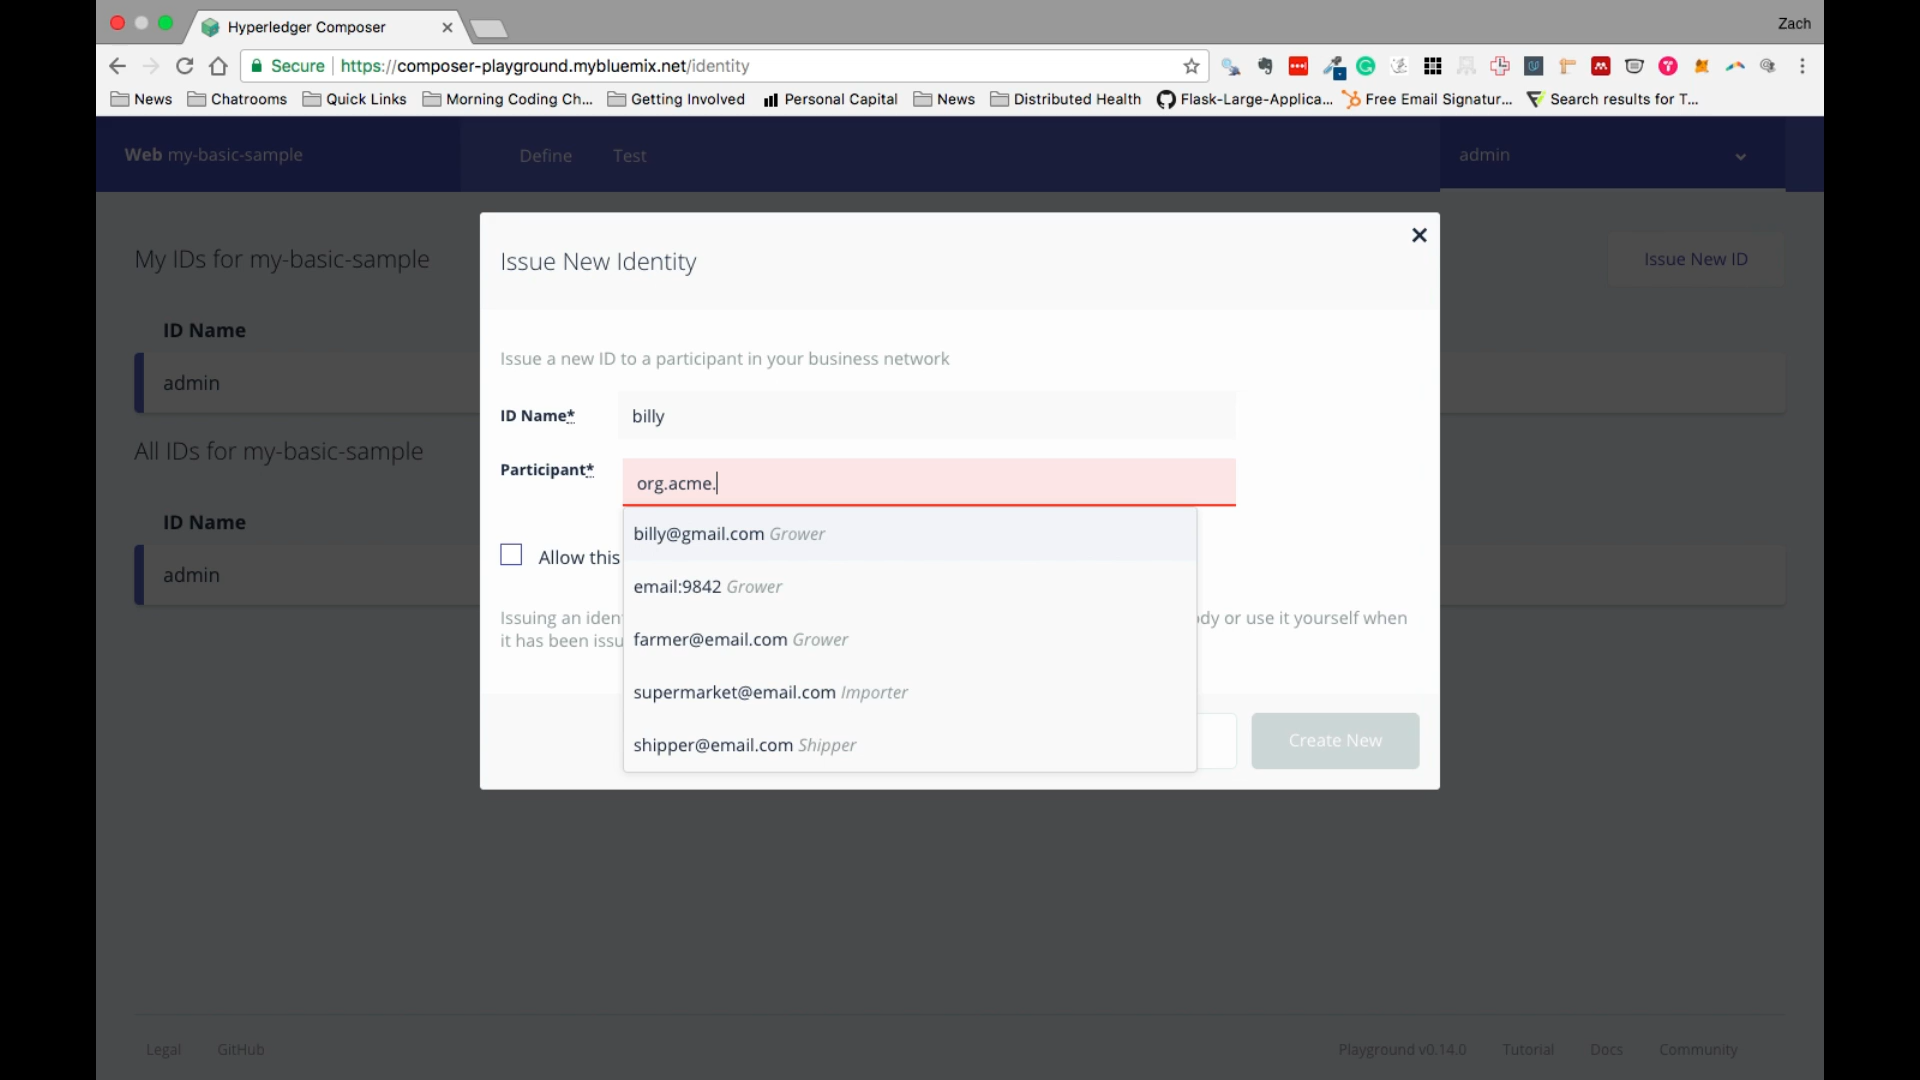 Hyperledger Composer
Zach
Secure https://composer-playground.mybluemix.net/identity
News Chatrooms Quick Links Morning Coding Ch... Getting Involved Personal Capital News Distributed Health Flask-Large-Applica... Free Email Signatur... Search results for T...
Web my-basic-sample Define Test admin
My IDs for my-basic-sample
Issue New ID
ID Name
admin
All IDs for my-basic-sample
ID Name
admin
Issue New Identity
Issue a new ID to a participant in your business network
ID Name* billy
Participant* org.acme.
billy@gmail.com Grower
email:9842 Grower
farmer@email.com Grower
supermarket@email.com Importer
shipper@email.com Shipper
Allow this
Issuing an iden dy or use it yourself when
it has been issu
Create New
Legal GitHub Playground v0.14.0 Tutorial Docs Community